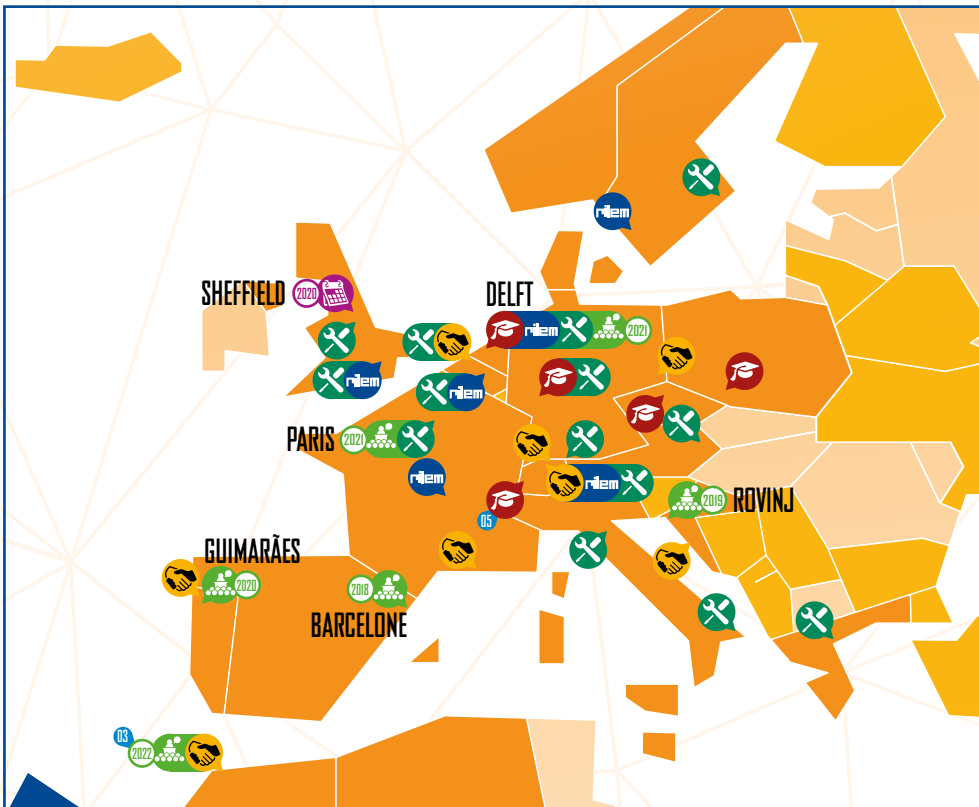 rilem
SHEFFIELD 2020
DELFT
rilem 2021
rilem
rilem
PARIS 2021
rilem
rilem
2019 ROVINJ
05
GUIMARÃES
2020
2018
BARCELONE
03
2022